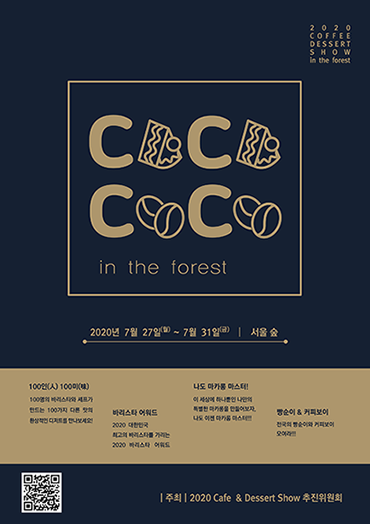 2020
COFFEE
DESSERT
SHOW
in the forest
C C
C C
in the forest
2020년 7월 27일(월) ~ 7월 31일(금) | 서울 숲
100인(人) 100미(味)
100명의 바리스타와 셰프가
만드는 100가지 다른 맛의
환상적인 디저트를 만나보세요!
바리스타 어워드
2020 대한민국
최고의 바리스타를 가리는
2020 바리스타 어워드
나도 마카롱 마스터!
이 세상에 하나뿐인 나만의
특별한 마카롱을 만들어보자,
나도 이젠 마카롱 마스터!!!
빵순이 & 커피보이
전국의 빵순이와 커피보이
모여라!!!
| 주최 | 2020 Cafe & Dessert Show 추진위원회